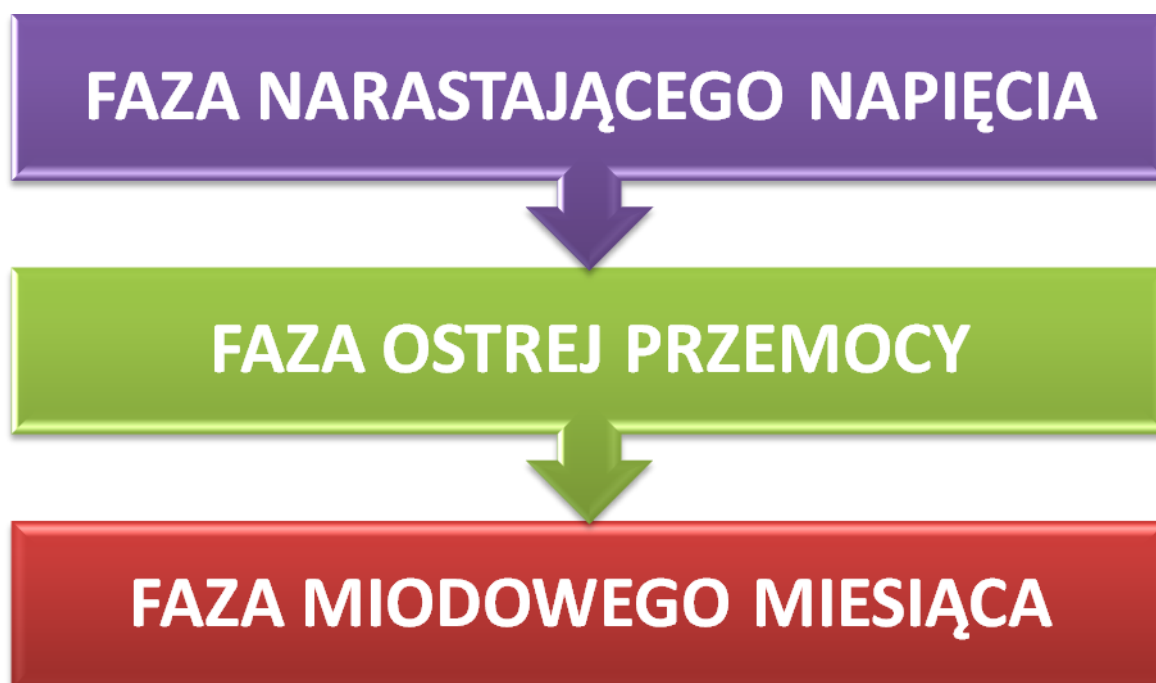 FAZA NARASTAJĄCEGO NAPIĘCIA
FAZA OSTREJ PRZEMOCY
FAZA MIODOWEGO MIESIĄCA